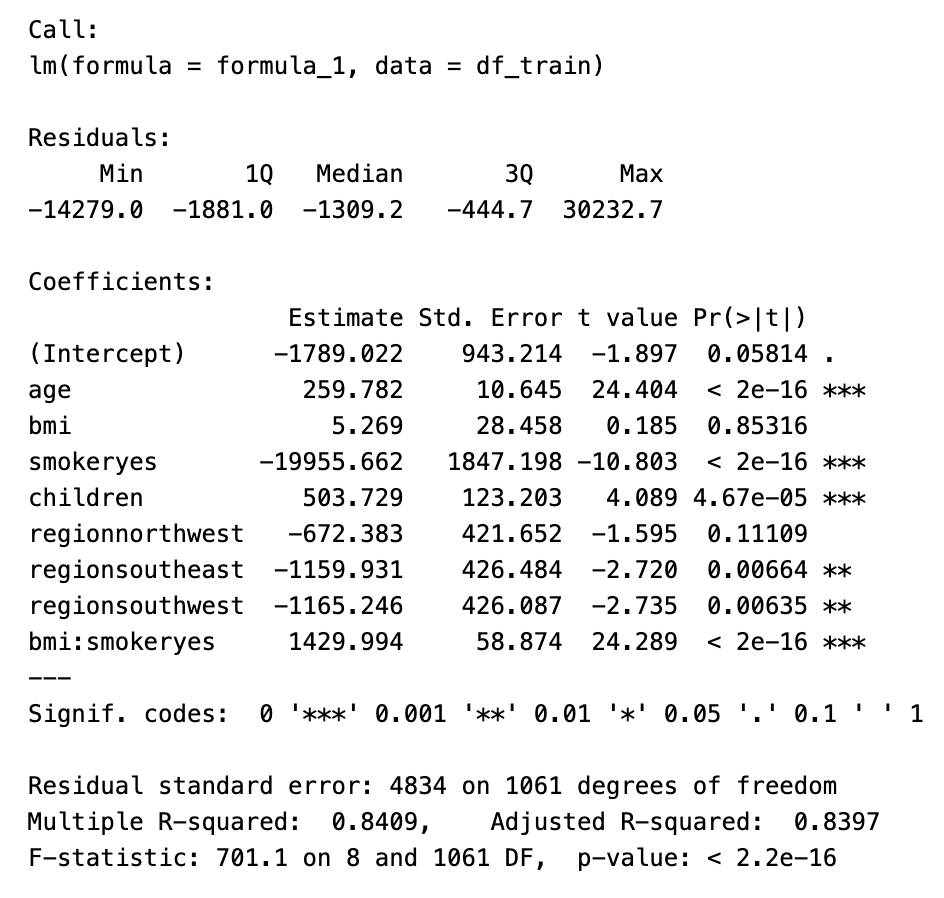 Call:
lm(formula = formula_1, data = df_train)
Residuals:
     Min       1Q   Median       3Q      Max
-14279.0  -1881.0  -1309.2   -444.7  30232.7
Coefficients:
                  Estimate Std. Error t value Pr(>|t|)
(Intercept)      -1789.022    943.214  -1.897  0.05814 .
age                259.782     10.645  24.404  < 2e-16 ***
bmi                  5.269     28.458   0.185  0.85316
smokeryes       -19955.662   1847.198 -10.803  < 2e-16 ***
children           503.729    123.203   4.089 4.67e-05 ***
regionnorthwest   -672.383    421.652  -1.595  0.11109
regionsoutheast  -1159.931    426.484  -2.720  0.00664 **
regionsouthwest  -1165.246    426.087  -2.735  0.00635 **
bmi:smokeryes     1429.994     58.874  24.289  < 2e-16 ***
---
Signif. codes:  0 '***' 0.001 '**' 0.01 '*' 0.05 '.' 0.1 ' ' 1
Residual standard error: 4834 on 1061 degrees of freedom
Multiple R-squared:  0.8409,    Adjusted R-squared:  0.8397
F-statistic: 701.1 on 8 and 1061 DF,  p-value: < 2.2e-16